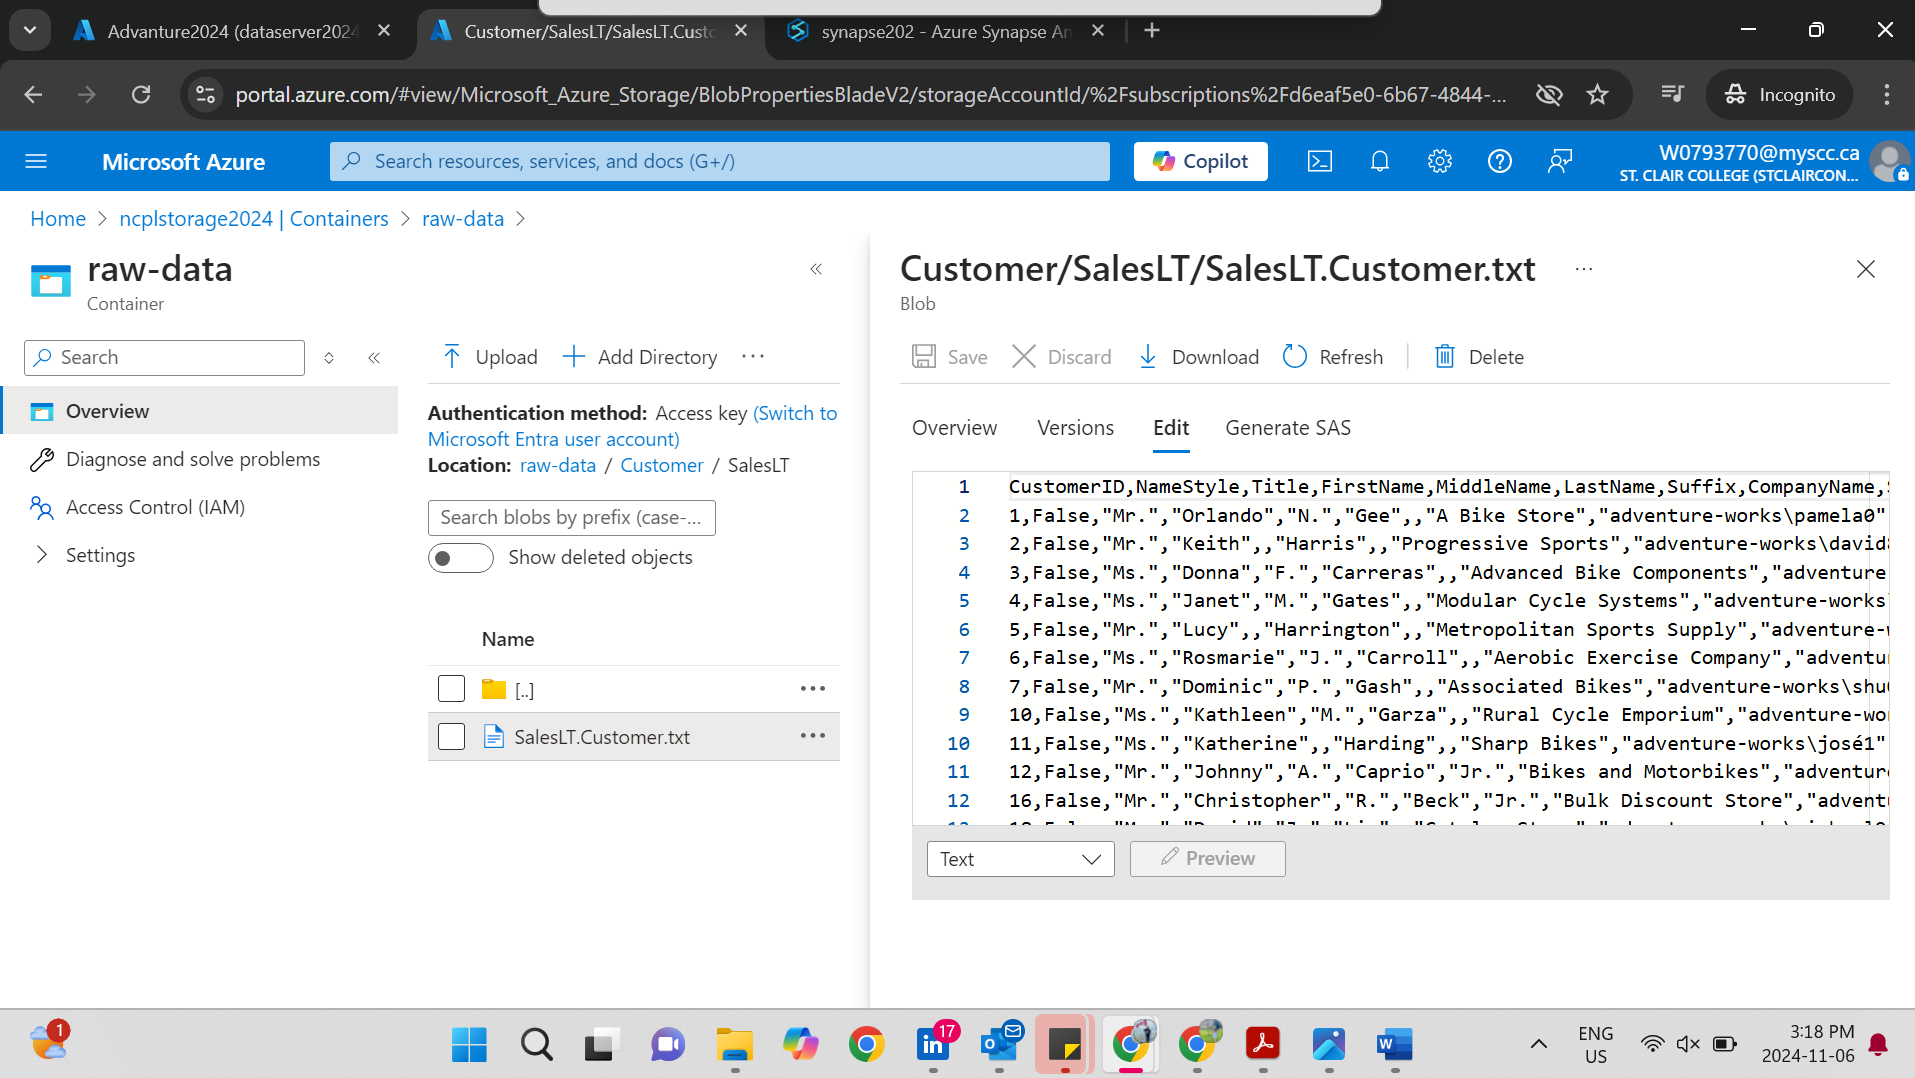 Advanture2024 (dataserver2024
Customer/SalesLT/SalesLT.Custo
synapse202 - Azure Synapse An
portal.azure.com/#view/Microsoft_Azure_Storage/BlobPropertiesBladeV2/storageAccountId/%2Fsubscriptions%2Fd6eaf5e0-6b67-4844-...
Incognito
Microsoft Azure
Search resources, services, and docs (G+/)
Copilot
W0793770@myscc.ca
ST. CLAIR COLLEGE (STCLAIRCON...
Home > ncplstorage2024 | Containers > raw-data >
raw-data
Container
Search
Overview
Diagnose and solve problems
Access Control (IAM)
Settings
Upload
Add Directory
Authentication method: Access key (Switch to
Microsoft Entra user account)
Location: raw-data / Customer / SalesLT
Search blobs by prefix (case-...
Show deleted objects
Name
[..]
SalesLT.Customer.txt
Customer/SalesLT/SalesLT.Customer.txt
Blob
Save
Discard
Download
Refresh
Delete
Overview
Versions
Edit
Generate SAS
1 CustomerID,NameStyle,Title,FirstName,MiddleName,LastName,Suffix,CompanyName,
2 1,False,"Mr.","Orlando","N.","Gee",,"A Bike Store","adventure-works\pamela0"
3 2,False,"Mr.","Keith",,"Harris",,"Progressive Sports","adventure-works\david
4 3,False,"Ms.","Donna","F.","Carreras",,"Advanced Bike Components","adventure
5 4,False,"Ms.","Janet","M.","Gates",,"Modular Cycle Systems","adventure-works
6 5,False,"Mr.","Lucy",,"Harrington",,"Metropolitan Sports Supply","adventure-
7 6,False,"Ms.","Rosmarie","J.","Carroll",,"Aerobic Exercise Company","adventu
8 7,False,"Mr.","Dominic","P.","Gash",,"Associated Bikes","adventure-works\shu
9 10,False,"Ms.","Kathleen","M.","Garza",,"Rural Cycle Emporium","adventure-wo
10 11,False,"Ms.","Katherine",,"Harding",,"Sharp Bikes","adventure-works\josé1"
11 12,False,"Mr.","Johnny","A.","Caprio","Jr.","Bikes and Motorbikes","adventur
12 16,False,"Mr.","Christopher","R.","Beck","Jr.","Bulk Discount Store","advent
Text
Preview
1
17
ENG
US
3:18 PM
2024-11-06